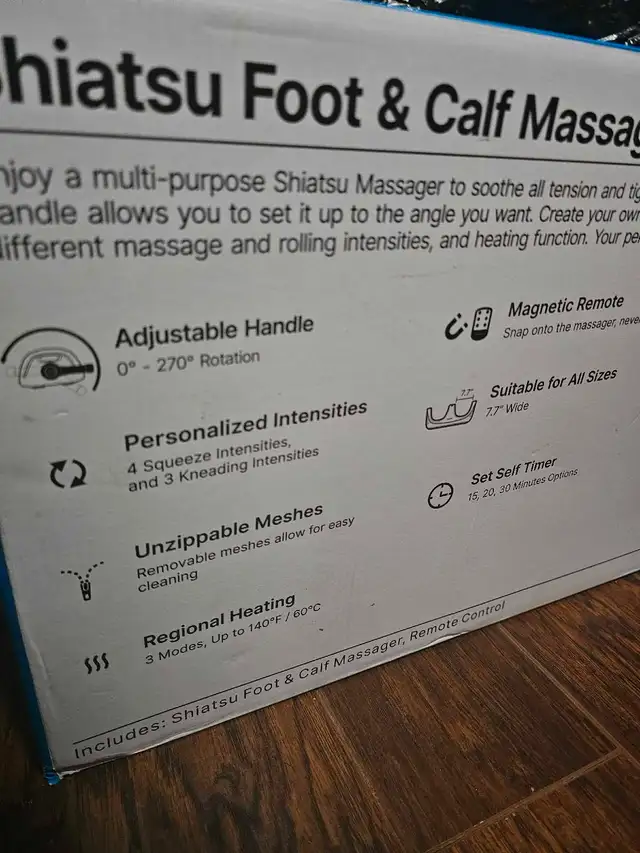 hiatsu Foot & Calf Massag
njoy a multi-purpose Shiatsu Massager to soothe all tension and tig
andle allows you to set it up to the angle you want. Create your own
ifferent massage and rolling intensities, and heating function. Your pe
Adjustable Handle
0° - 270° Rotation
Personalized Intensities
4 Squeeze Intensities,
and 3 Kneading Intensities
Unzippable Meshes
Removable meshes allow for easy
cleaning
Regional Heating
3 Modes, Up to 140°F / 60°C
Magnetic Remote
Snap onto the massager, neve
7.7"
Suitable for All Sizes
7.7" Wide
Set Self Timer
15, 20, 30 Minutes Options
Includes: Shiatsu Foot & Calf Massager, Remote Control